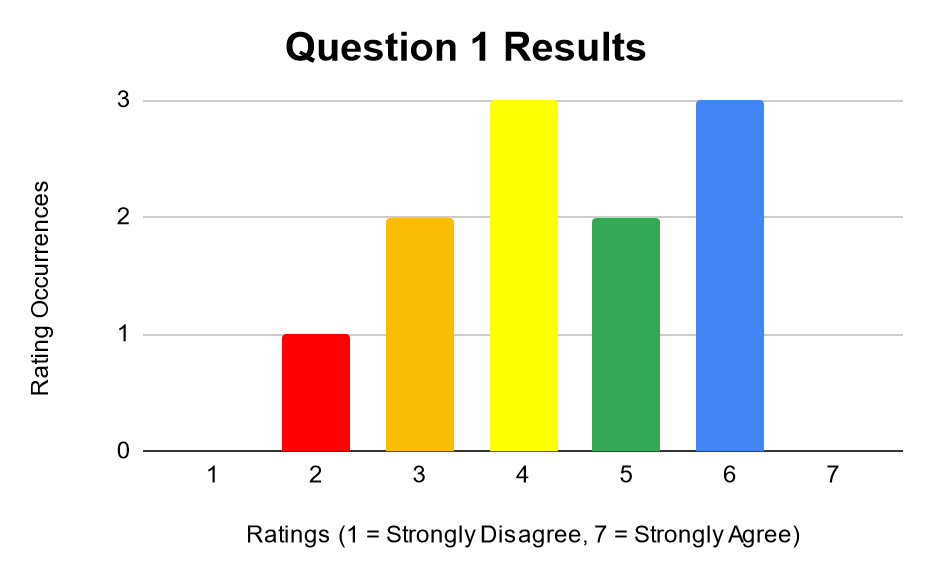 Question 1 Results
3
2
1
0
Rating Occurrences
1 2 3 4 5 6 7
Ratings (1 = Strongly Disagree, 7 = Strongly Agree)